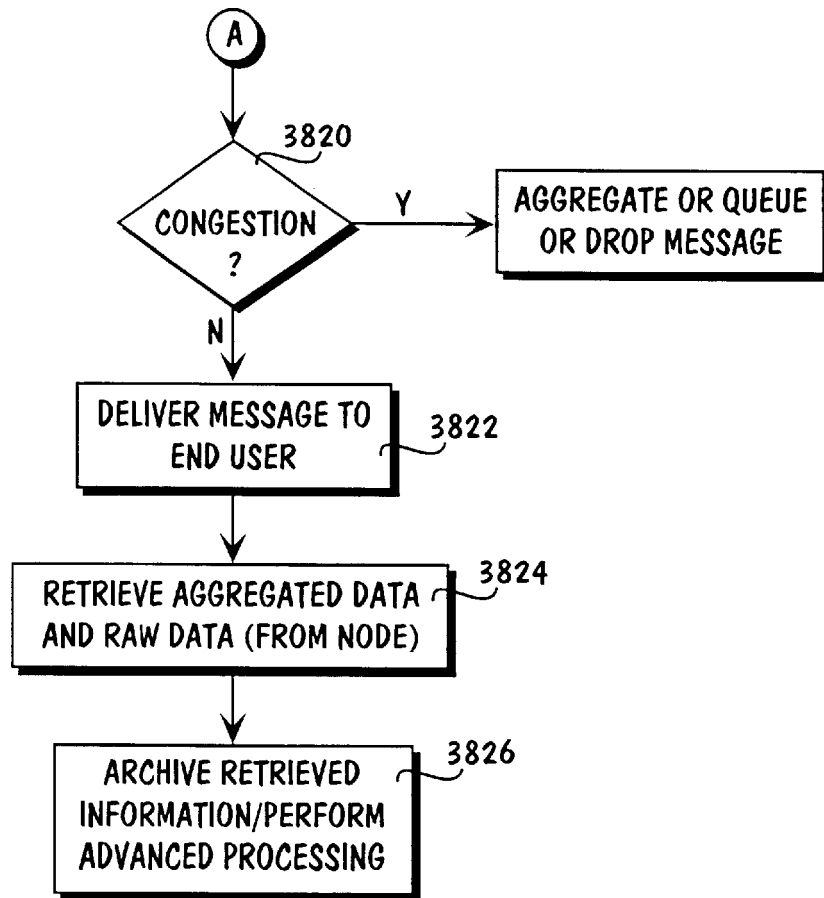 A
3820
CONGESTION
?
Y
AGGREGATE OR QUEUE
OR DROP MESSAGE
N
DELIVER MESSAGE TO
END USER
3822
RETRIEVE AGGREGATED DATA
AND RAW DATA (FROM NODE)
3824
ARCHIVE RETRIEVED
INFORMATION/PERFORM
ADVANCED PROCESSING
3826